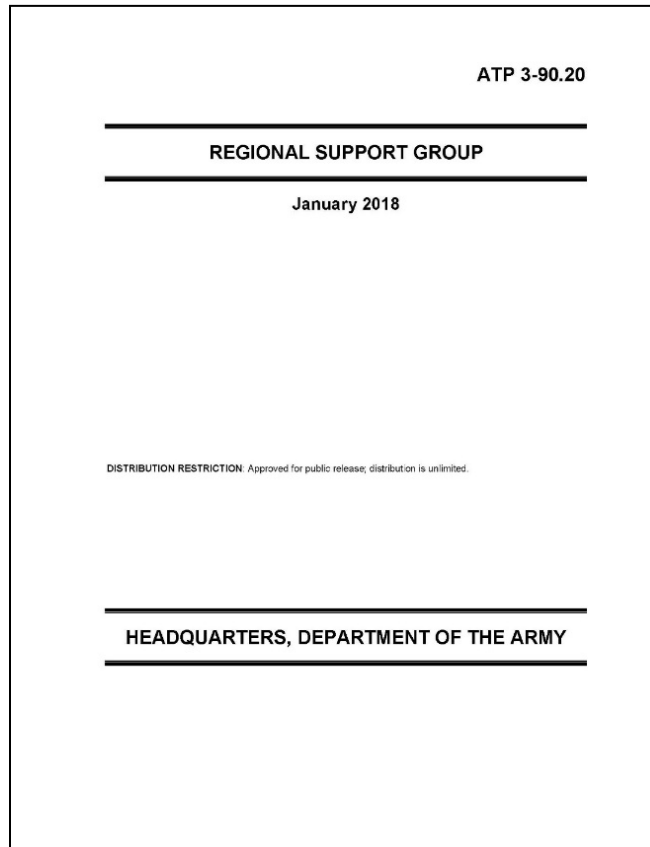 ATP 3-90.20
REGIONAL SUPPORT GROUP
January 2018
DISTRIBUTION RESTRICTION: Approved for public release; distribution is unlimited.
HEADQUARTERS, DEPARTMENT OF THE ARMY